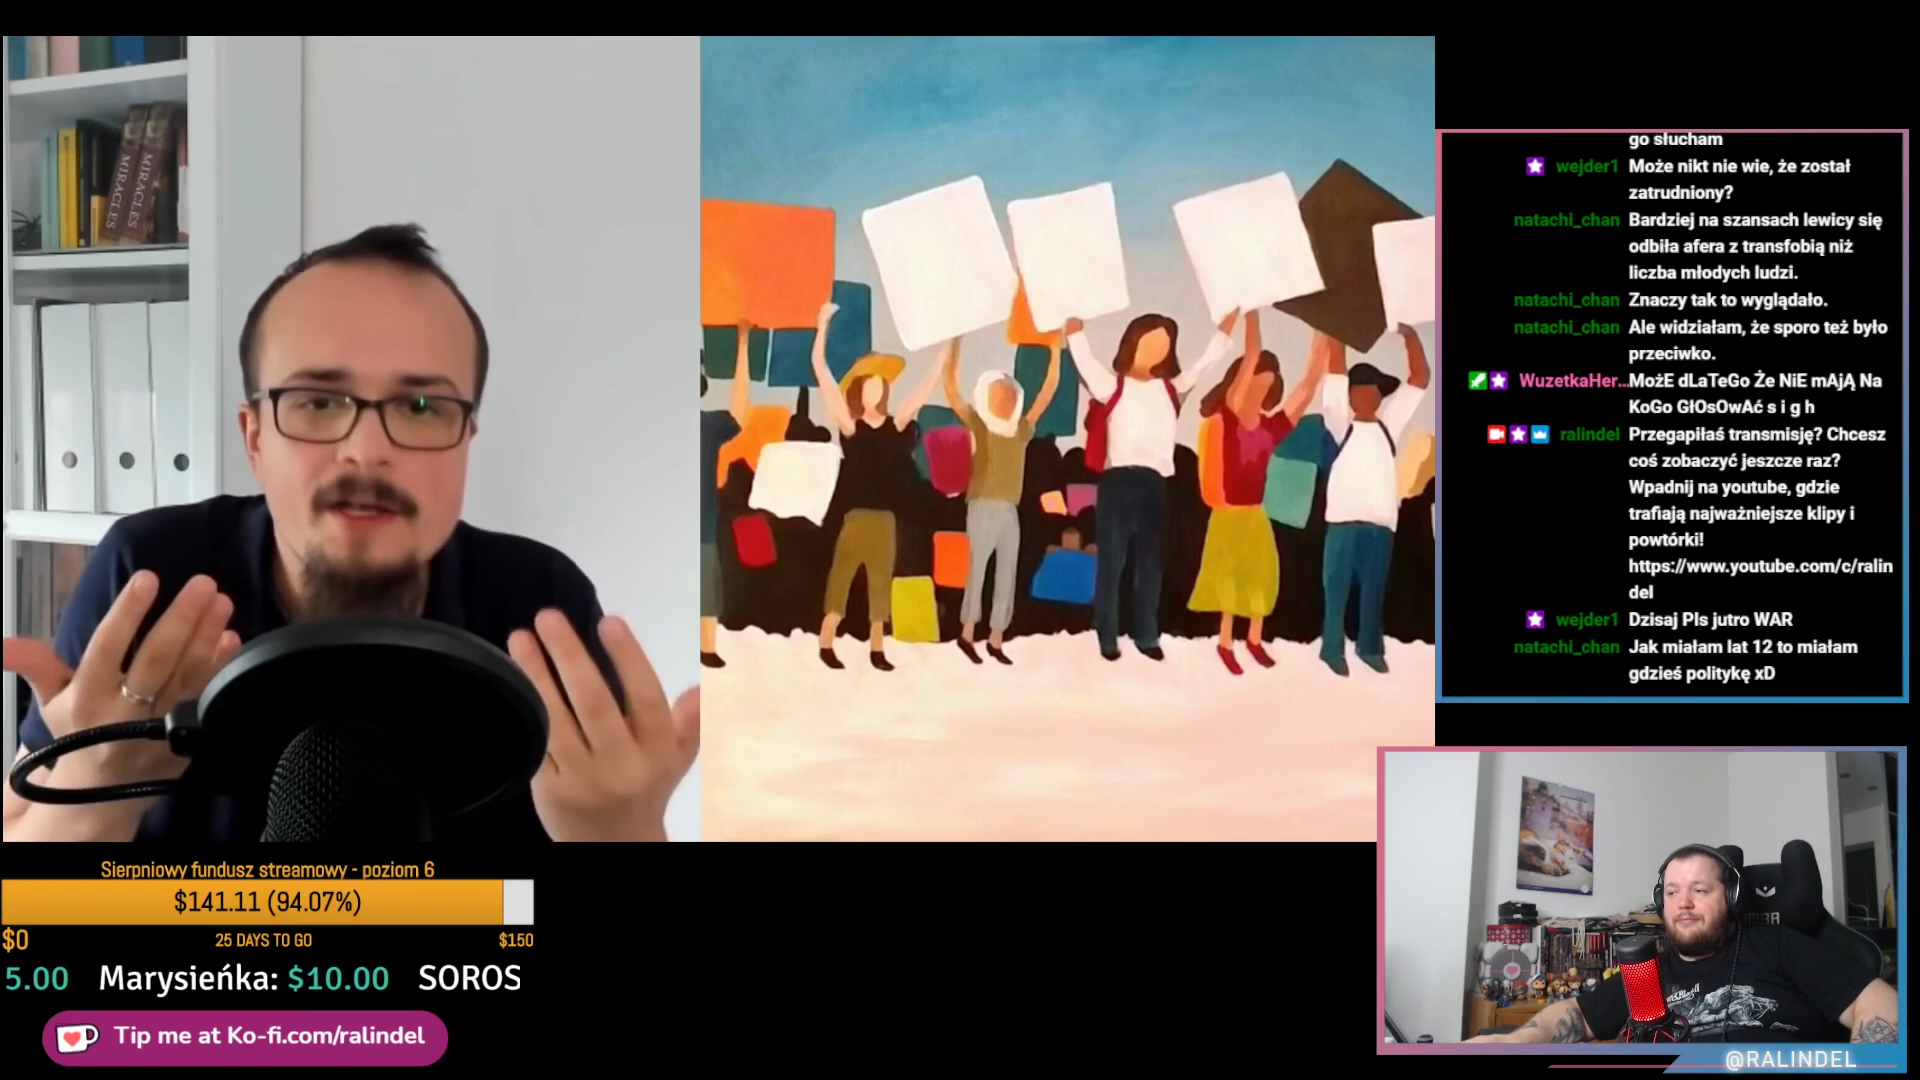 MIRACLES
MIRACLES
go słucham
wejder1 Może nikt nie wie, że został
zatrudniony?
natachi_chan Bardziej na szansach lewicy się
odbiła afera z transfobią niż
liczba młodych ludzi.
natachi_chan Znaczy tak to wyglądało.
natachi_chan Ale widziałam, że sporo też było
przeciwko.
WuzetkaHer... MożE dLaTeGo Że NiE mAjĄ Na
KoGo GłOsOwAć s i g h
ralindel Przegapiłaś transmisję? Chcesz
coś zobaczyć jeszcze raz?
Wpadnij na youtube, gdzie
trafiają najważniejsze klipy i
powtórki!
https://www.youtube.com/c/ralin
del
wejder1 Dzisaj Pls jutro WAR
natachi_chan Jak miałam lat 12 to miałam
gdzieś politykę xD
Sierpniowy fundusz streamowy - poziom 6
$141.11 (94.07%)
$0 25 DAYS TO GO $150
5.00 Marysieńka: $10.00 SOROS
Tip me at Ko-fi.com/ralindel
@RALINDEL